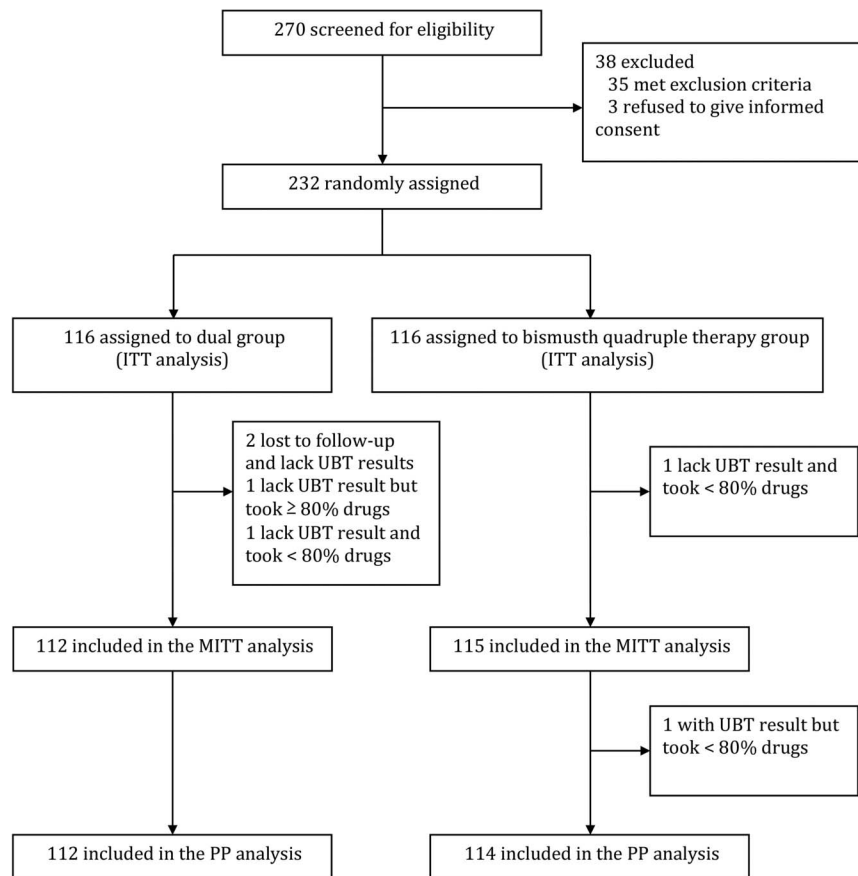 270 screened for eligibility
38 excluded
35 met exclusion criteria
3 refused to give informed
consent
232 randomly assigned
116 assigned to dual group
(ITT analysis)
116 assigned to bismusth quadruple therapy group
(ITT analysis)
2 lost to follow-up
and lack UBT results
1 lack UBT result but
took ≥ 80% drugs
1 lack UBT result and
took < 80% drugs
1 lack UBT result and
took < 80% drugs
112 included in the MITT analysis
115 included in the MITT analysis
1 with UBT result but
took < 80% drugs
112 included in the PP analysis
114 included in the PP analysis